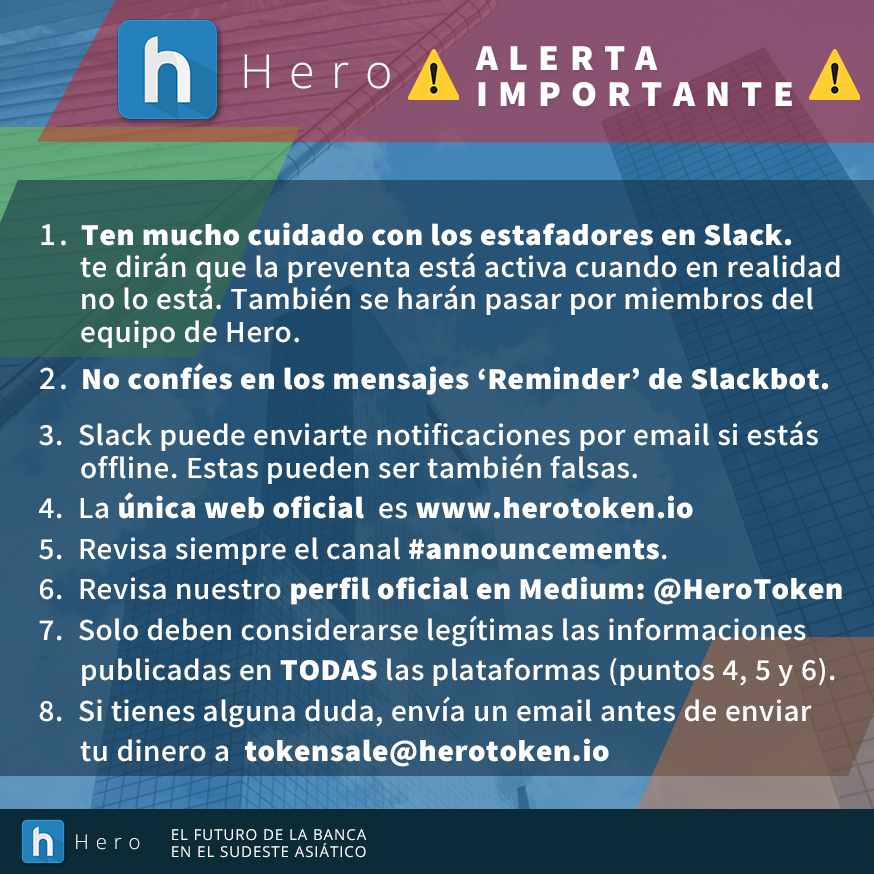 h Hero
ALERTA
IMPORTANTE
1. Ten mucho cuidado con los estafadores en Slack.
te dirán que la preventa está activa cuando en realidad
no lo está. También se harán pasar por miembros del
equipo de Hero.
2. No confíes en los mensajes ‘Reminder’ de Slackbot.
3. Slack puede enviarte notificaciones por email si estás
offline. Estas pueden ser también falsas.
4. La única web oficial es www.herotoken.io
5. Revisa siempre el canal #announcements.
6. Revisa nuestro perfil oficial en Medium: @HeroToken
7. Solo deben considerarse legítimas las informaciones
publicadas en TODAS las plataformas (puntos 4, 5 y 6).
8. Si tienes alguna duda, envía un email antes de enviar
tu dinero a tokensale@herotoken.io
h Hero
EL FUTURO DE LA BANCA
EN EL SUDESTE ASIÁTICO